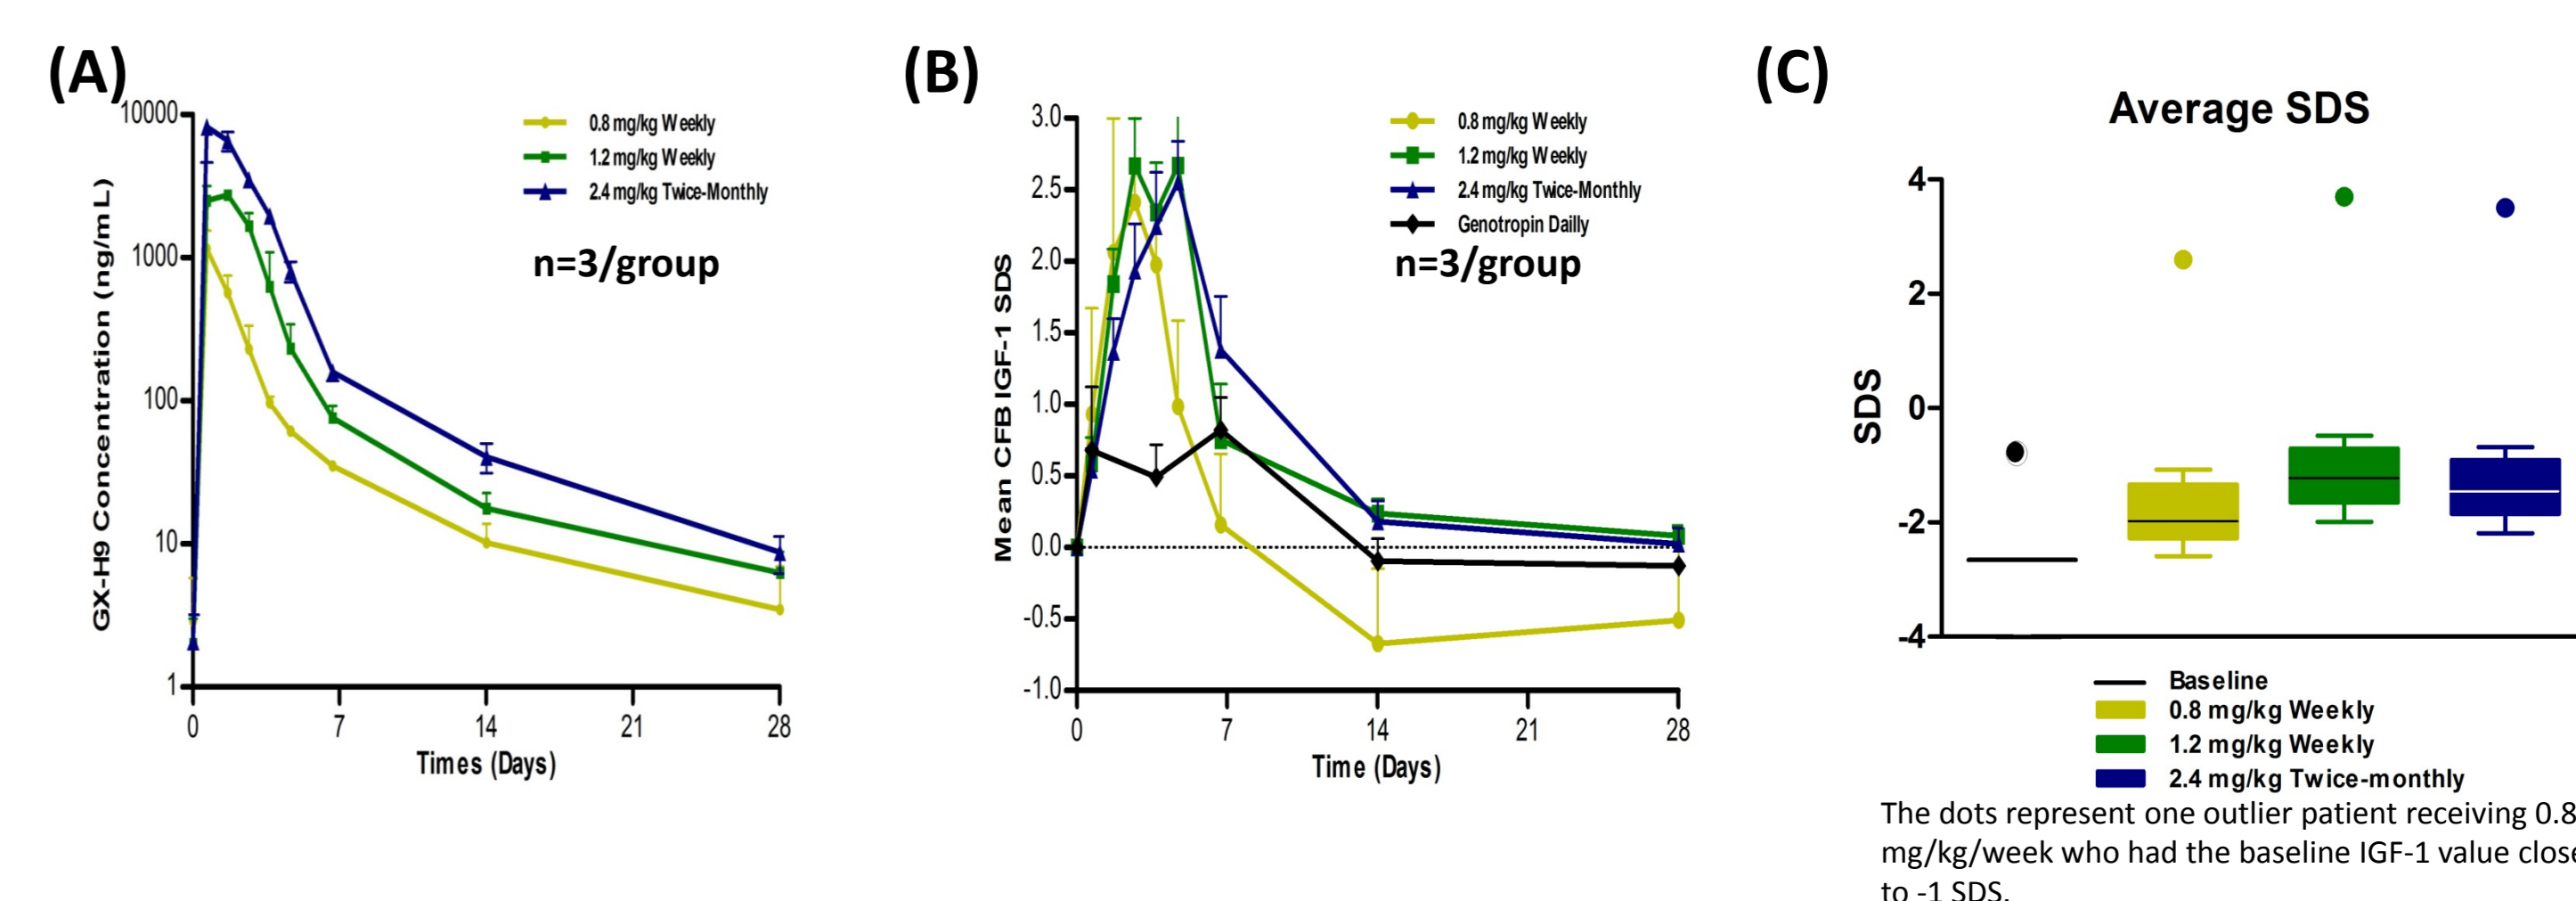 (A)
10000
1000
100
10
1
GX-H9 Concentration (ng/mL)
0.8 mg/kg Weekly
1.2 mg/kg Weekly
2.4 mg/kg Twice-Monthly
n=3/group
0 7 14 21 28
Times (Days)
(B)
3.0
2.5
2.0
1.5
1.0
0.5
0.0
-0.5
-1.0
Mean CFB IGF-1 SDS
0.8 mg/kg Weekly
1.2 mg/kg Weekly
2.4 mg/kg Twice-Monthly
Genotropin Dailly
n=3/group
0 7 14 21 28
Time (Days)
(C)
Average SDS
4
2
0
-2
-4
SDS
Baseline
0.8 mg/kg Weekly
1.2 mg/kg Weekly
2.4 mg/kg Twice-monthly
The dots represent one outlier patient receiving 0.8
mg/kg/week who had the baseline IGF-1 value close
to -1 SDS.